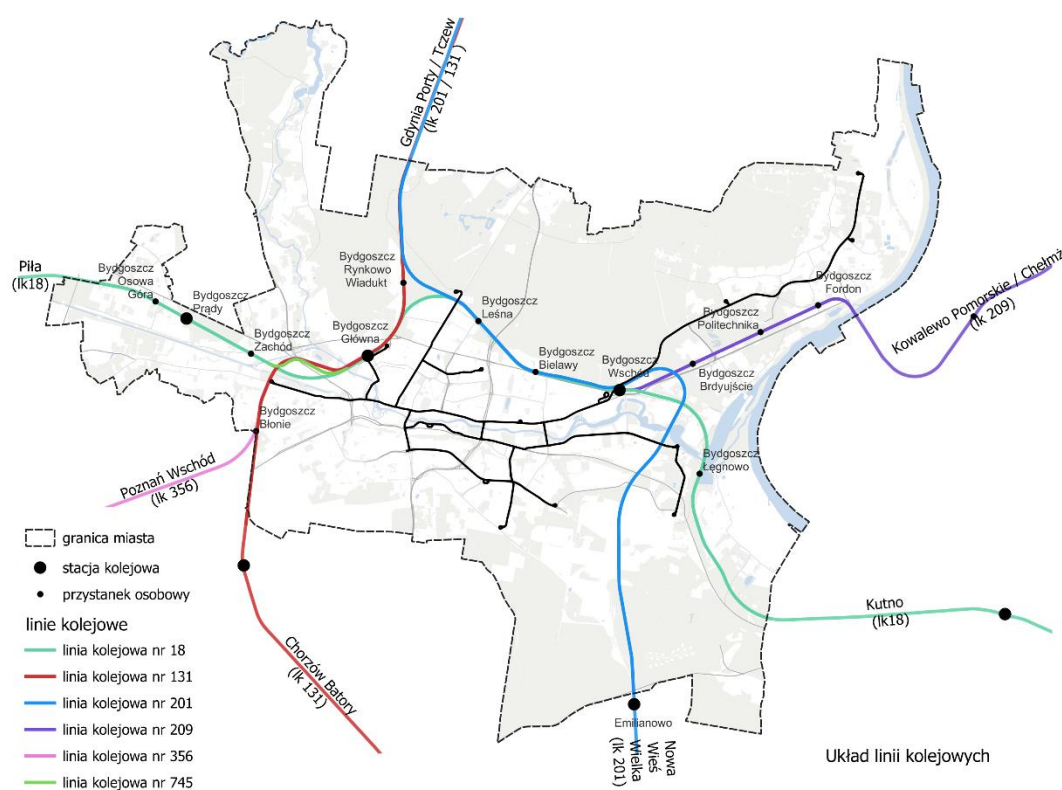 Gdynia Porty / Tczew
(lk 201 / 131)
Piła
(lk18)
Bydgoszcz
Osowa
Góra
Bydgoszcz
Prądy
Bydgoszcz
Zachód
Bydgoszcz
Rynkowo
Wiadukt
Bydgoszcz
Główna
Bydgoszcz
Leśna
Bydgoszcz
Bielawy
Bydgoszcz
Wschód
Bydgoszcz
Politechnika
Bydgoszcz
Fordon
Bydgoszcz
Brdyujście
Kowalewo Pomorskie / Chełmż
(lk 209)
Bydgoszcz
Błonie
Bydgoszcz
Łęgnowo
Poznań Wschód
(lk 356)
Chorzów Batory
(lk 131)
Kutno
(lk18)
Emilianowo
Nowa
Wieś
Wielka
(lk 201)
granica miasta
stacja kolejowa
przystanek osobowy
linie kolejowe
linia kolejowa nr 18
linia kolejowa nr 131
linia kolejowa nr 201
linia kolejowa nr 209
linia kolejowa nr 356
linia kolejowa nr 745
Układ linii kolejowych